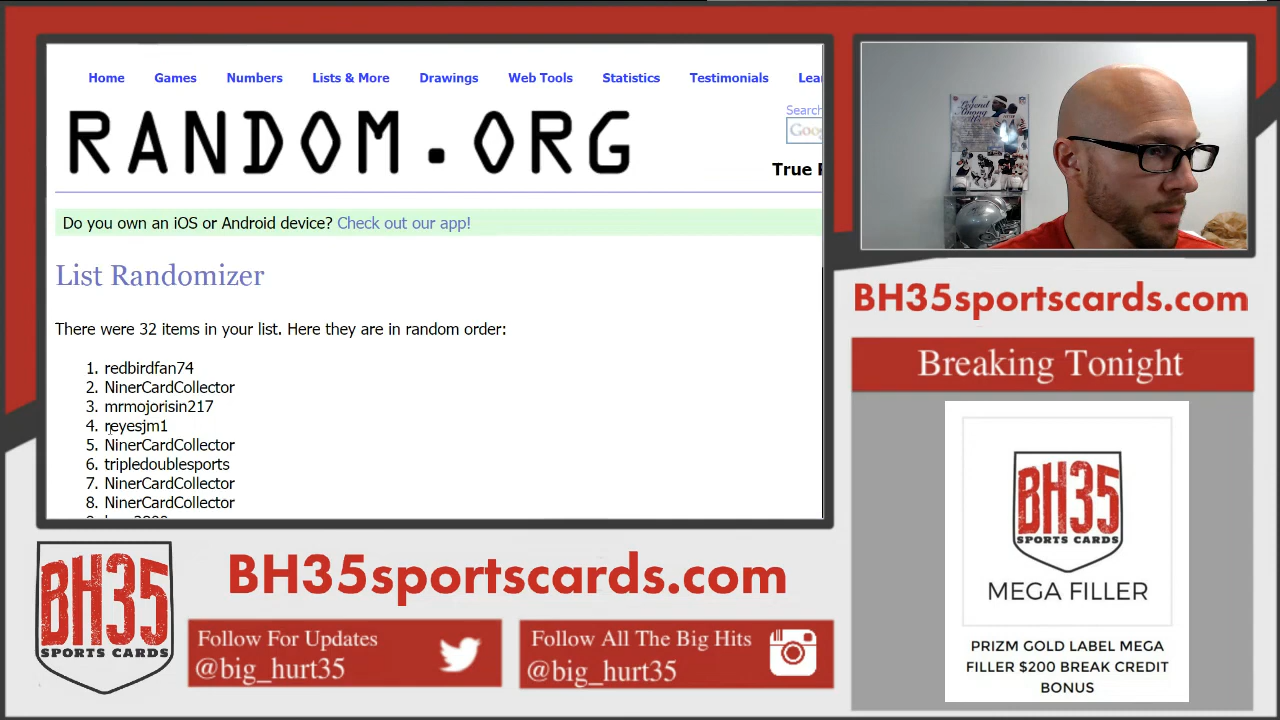 Home Games Numbers Lists & More Drawings Web Tools Statistics Testimonials
RANDOM.ORG
Search
True
Do you own an iOS or Android device? Check out our app!
List Randomizer
There were 32 items in your list. Here they are in random order:
1. redbirdfan74
2. NinerCardCollector
3. mrmojorisin217
4. reyesjm1
5. NinerCardCollector
6. tripledoublesports
7. NinerCardCollector
8. NinerCardCollector
BH35sportscards.com
Breaking Tonight
BH35
SPORTS CARDS
MEGA FILLER
PRIZM GOLD LABEL MEGA
FILLER $200 BREAK CREDIT
BONUS
BH35
SPORTS CARDS
BH35sportscards.com
Follow For Updates
@big_hurt35
Follow All The Big Hits
@big_hurt35